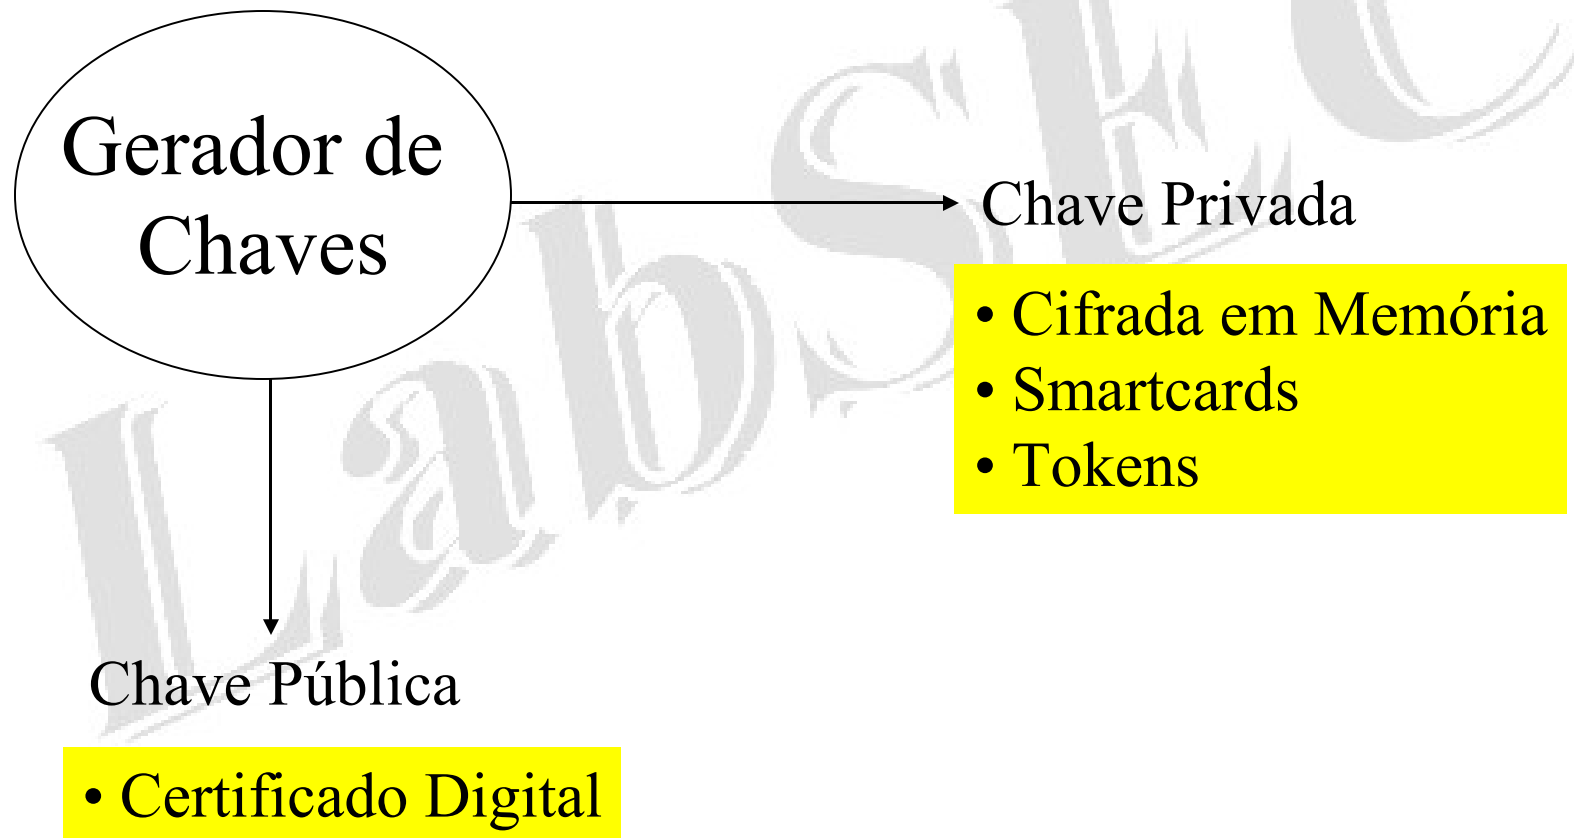 Gerador de
Chaves
Chave Privada
• Cifrada em Memória
• Smartcards
• Tokens
Chave Pública
• Certificado Digital
LabSEC